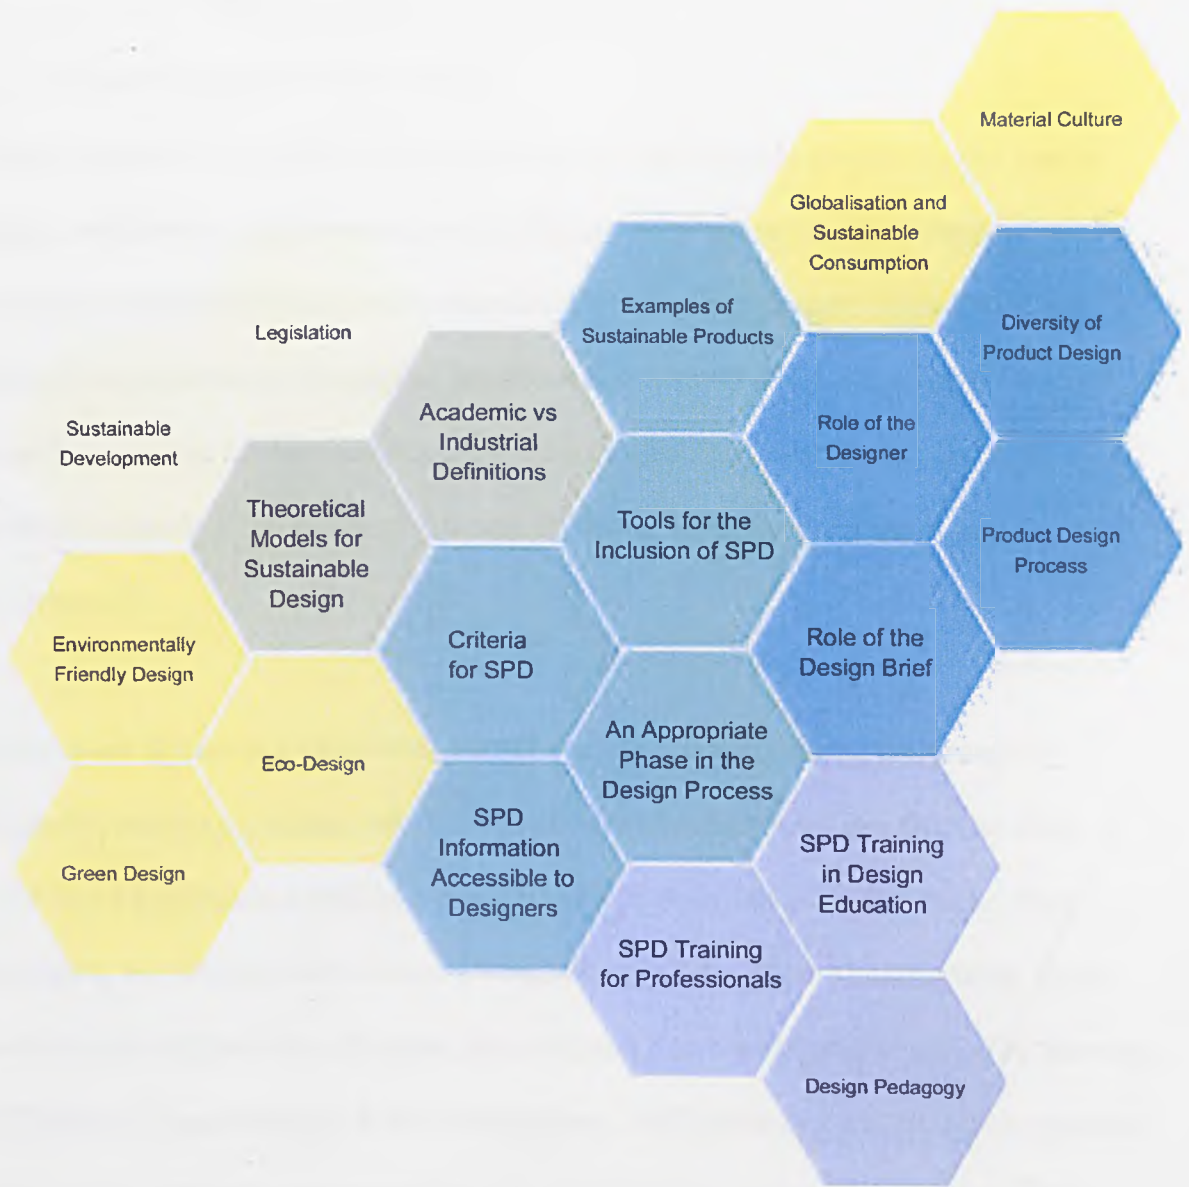 Material Culture
Globalisation and
Sustainable
Consumption
Examples of
Sustainable Products
Diversity of
Product Design
Legislation
Academic vs
Industrial
Definitions
Role of the
Designer
Sustainable
Development
Theoretical
Models for
Sustainable
Design
Tools for the
Inclusion of SPD
Product Design
Process
Environmentally
Friendly Design
Criteria
for SPD
Role of the
Design Brief
Eco-Design
An Appropriate
Phase in the
Design Process
Green Design
SPD
Information
Accessible to
Designers
SPD Training
in Design
Education
SPD Training
for Professionals
Design Pedagogy